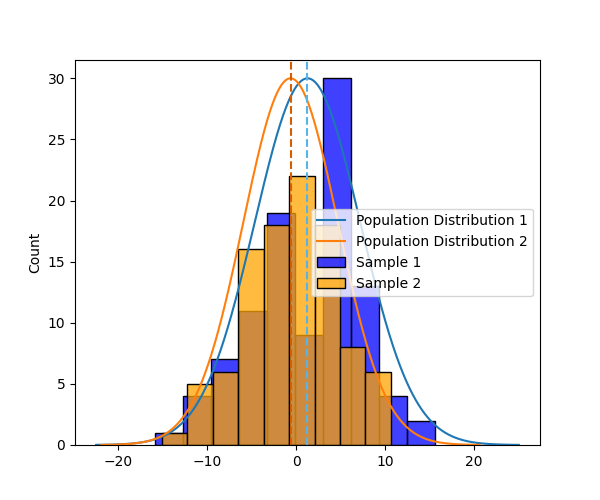 30
25
20
15
10
5
0
Count
Population Distribution 1
Population Distribution 2
Sample 1
Sample 2
−20
−10
0
10
20